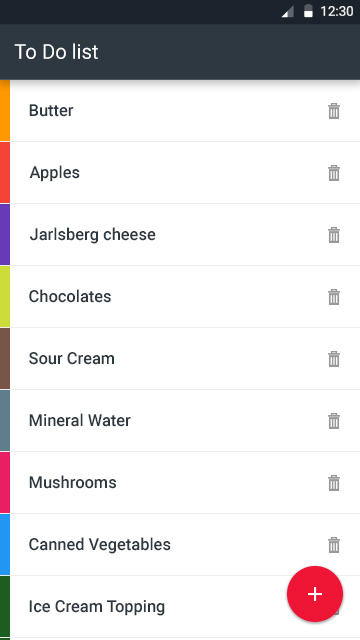 12:30
To Do list
Butter
Apples
Jarlsberg cheese
Chocolates
Sour Cream
Mineral Water
Mushrooms
Canned Vegetables
Ice Cream Topping